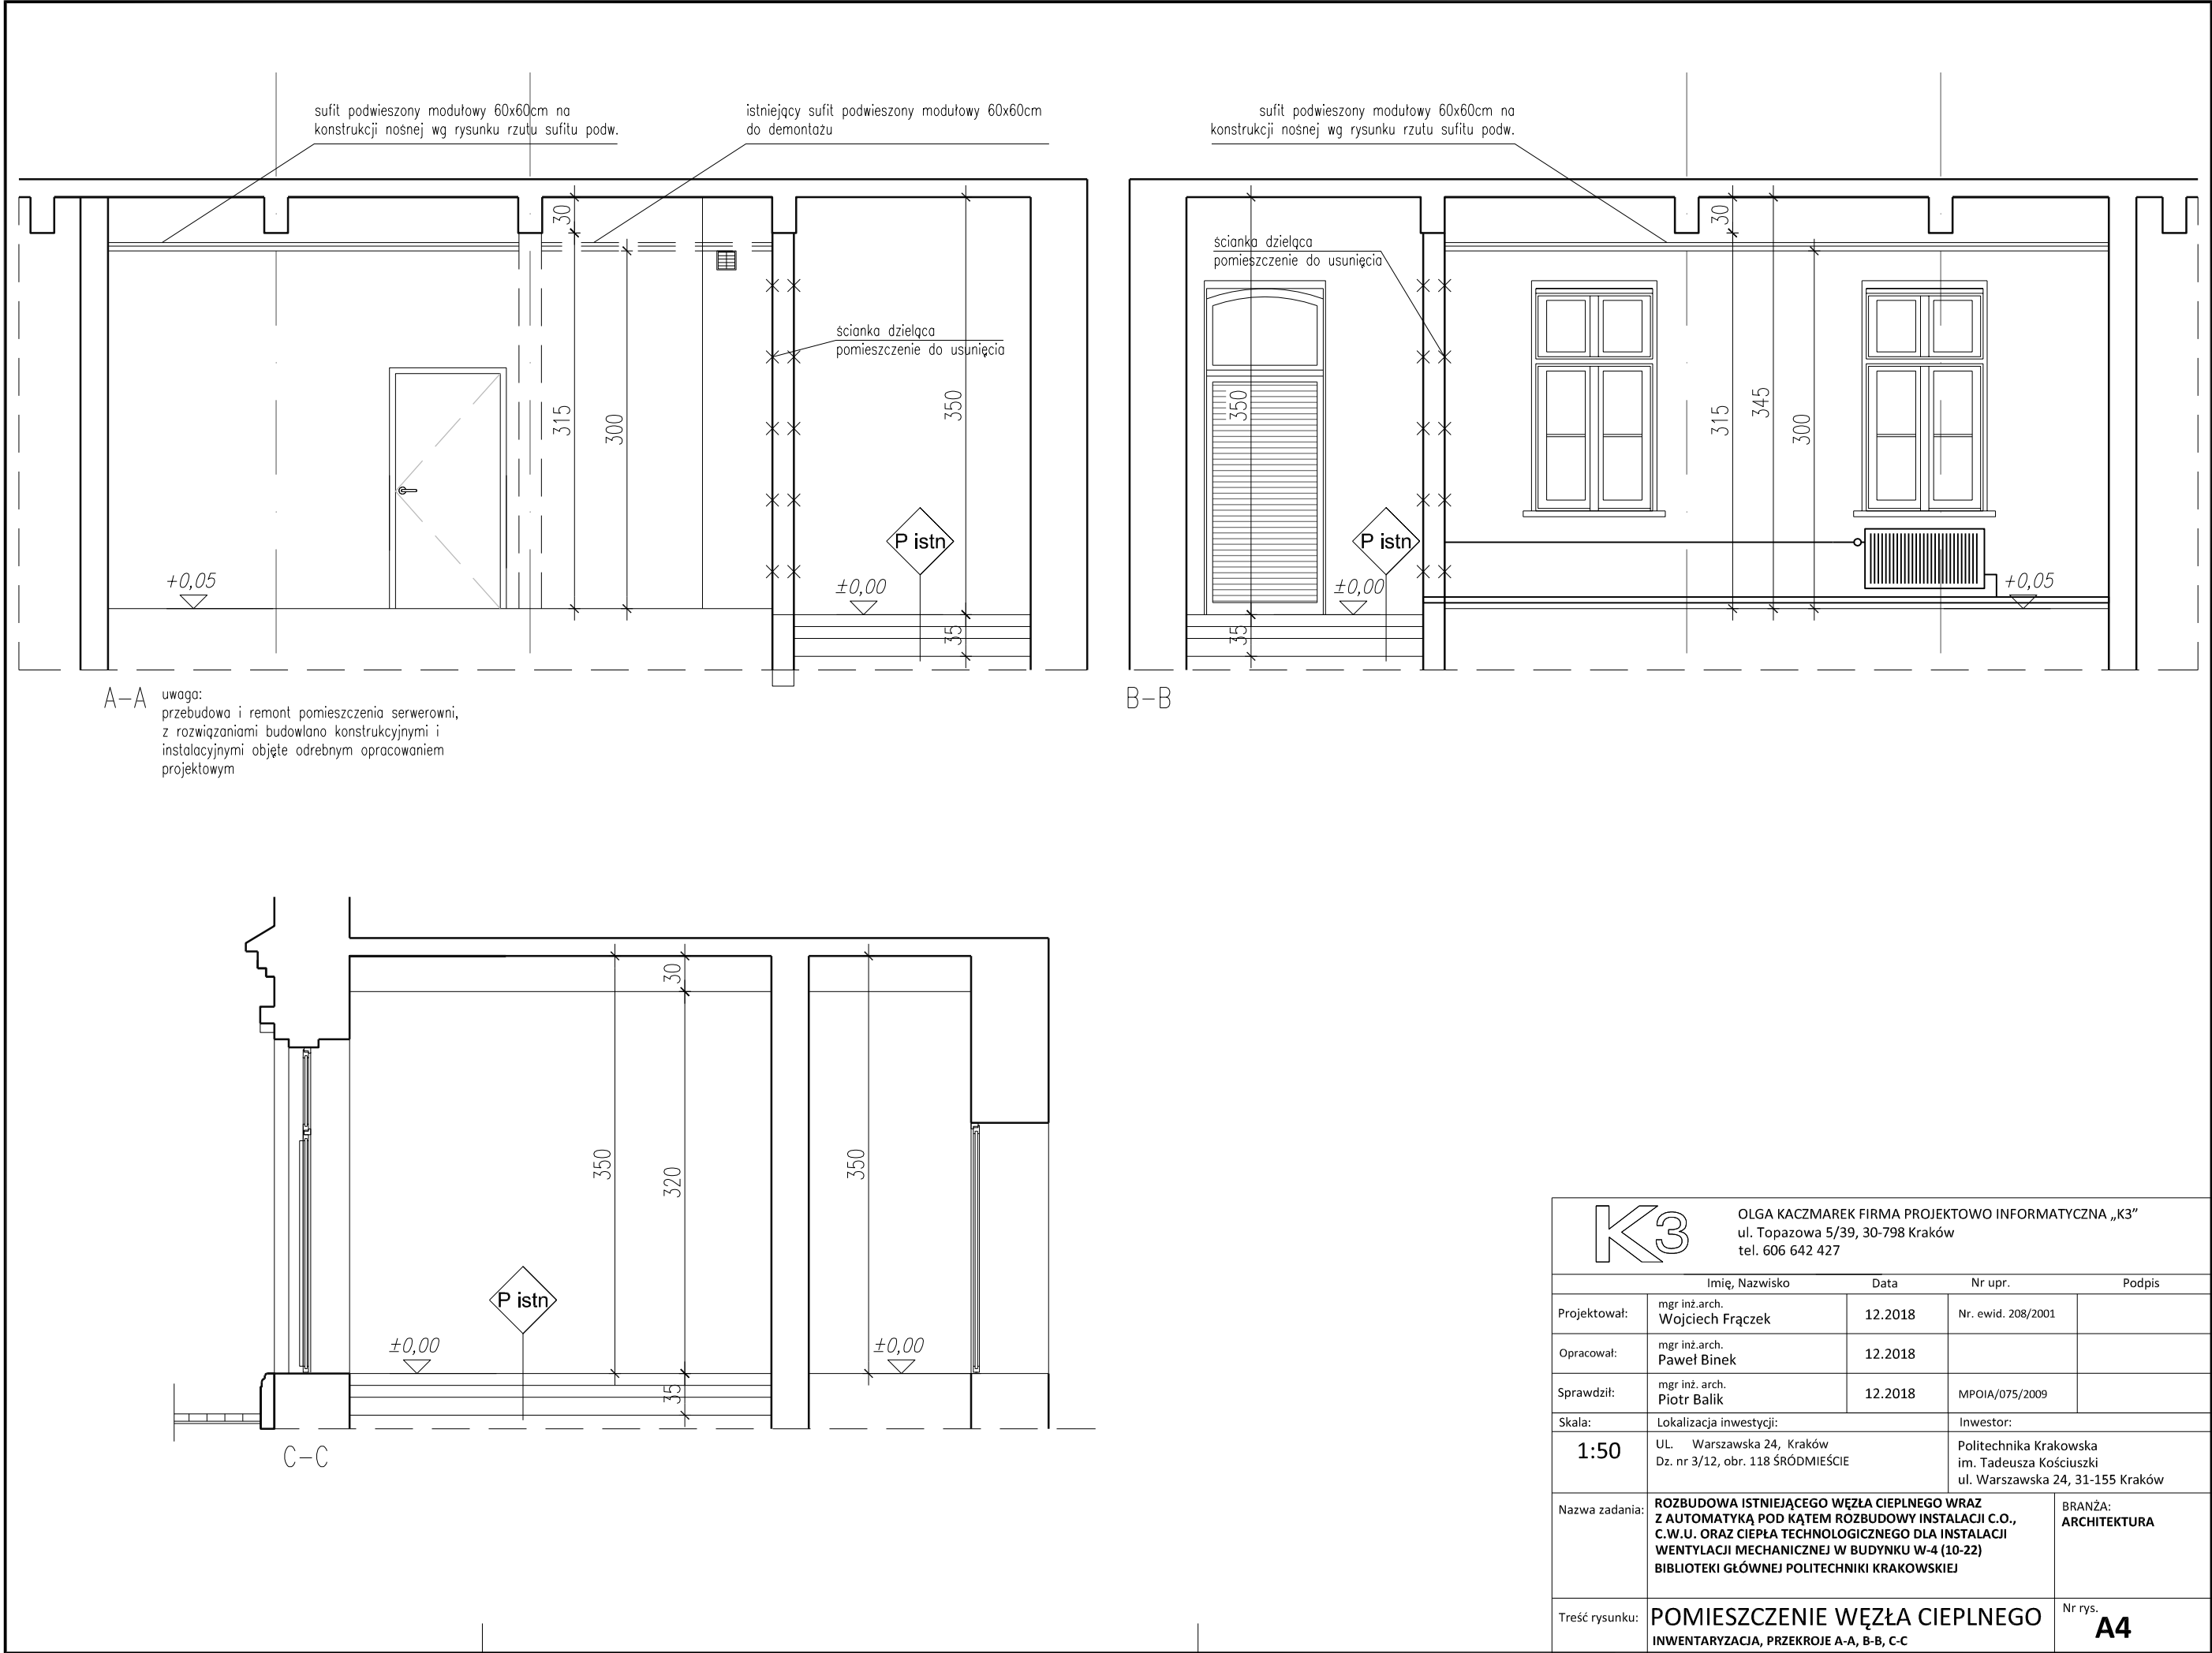 sufit podwieszony modułowy 60x60cm na
konstrukcji nośnej wg rysunku rzutu sufitu podw.
istniejący sufit podwieszony modułowy 60x60cm
do demontażu
30
315
300
350
35
ścianka dzieląca
pomieszczenie do usunięcia
+0,05
±0,00
P istn
A-A
uwaga:
przebudowa i remont pomieszczenia serwerowni,
z rozwiązaniami budowlano konstrukcyjnymi i
instalacyjnymi objęte odrebnym opracowaniem
projektowym
sufit podwieszony modułowy 60x60cm na
konstrukcji nośnej wg rysunku rzutu sufitu podw.
ścianka dzieląca
pomieszczenie do usunięcia
350
35
30
315
345
300
P istn
±0,00
+0,05
B-B
30
350
320
350
35
P istn
±0,00
±0,00
C-C
K3
OLGA KACZMAREK FIRMA PROJEKTOWO INFORMATYCZNA „K3”
ul. Topazowa 5/39, 30-798 Kraków
tel. 606 642 427
Imię, Nazwisko Data Nr upr. Podpis
Projektował: mgr inż.arch. Wojciech Frączek 12.2018 Nr. ewid. 208/2001
Opracował: mgr inż.arch. Paweł Binek 12.2018
Sprawdził: mgr inż. arch. Piotr Balik 12.2018 MPOIA/075/2009
Skala: Lokalizacja inwestycji: Inwestor:
1:50
UL. Warszawska 24, Kraków
Dz. nr 3/12, obr. 118 ŚRÓDMIEŚCIE
Politechnika Krakowska
im. Tadeusza Kościuszki
ul. Warszawska 24, 31-155 Kraków
Nazwa zadania:
ROZBUDOWA ISTNIEJĄCEGO WĘZŁA CIEPLNEGO WRAZ
Z AUTOMATYKĄ POD KĄTEM ROZBUDOWY INSTALACJI C.O.,
C.W.U. ORAZ CIEPŁA TECHNOLOGICZNEGO DLA INSTALACJI
WENTYLACJI MECHANICZNEJ W BUDYNKU W-4 (10-22)
BIBLIOTEKI GŁÓWNEJ POLITECHNIKI KRAKOWSKIEJ
BRANŻA:
ARCHITEKTURA
Treść rysunku:
POMIESZCZENIE WĘZŁA CIEPLNEGO
INWENTARYZACJA, PRZEKROJE A-A, B-B, C-C
Nr rys.
A4